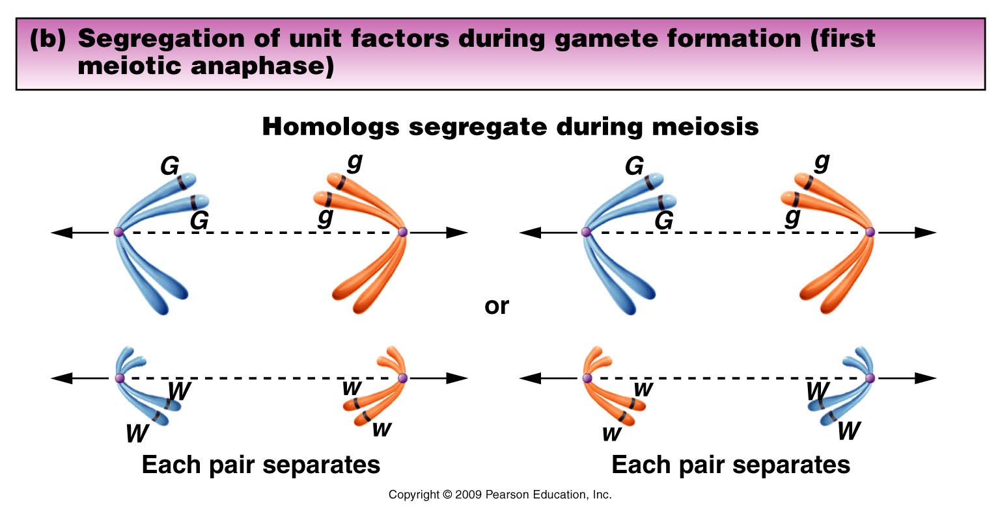 (b) Segregation of unit factors during gamete formation (first
meiotic anaphase)
Homologs segregate during meiosis
G g G g
G g G g
or
W w w W
W w w W
Each pair separates Each pair separates
Copyright © 2009 Pearson Education, Inc.